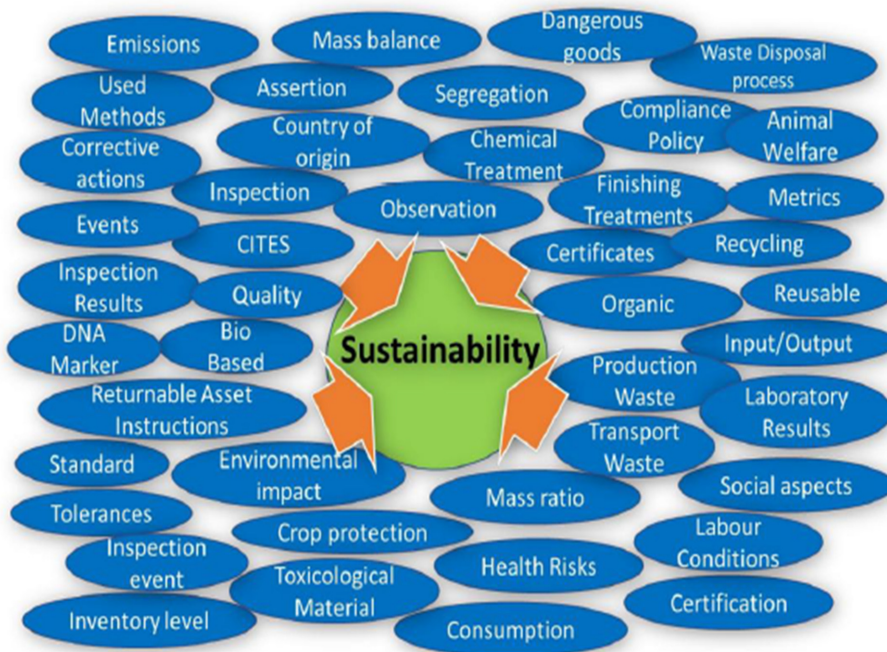 Emissions
Mass balance
Dangerous
goods
Waste Disposal
process
Used
Methods
Assertion
Segregation
Compliance
Policy
Animal
Welfare
Corrective
actions
Country of
origin
Chemical
Treatment
Inspection
Observation
Finishing
Treatments
Metrics
Events
CITES
Certificates
Recycling
Inspection
Results
Quality
Organic
Reusable
DNA
Marker
Bio
Based
Sustainability
Input/Output
Production
Waste
Returnable Asset
Instructions
Laboratory
Results
Transport
Waste
Standard
Environmental
impact
Mass ratio
Social aspects
Tolerances
Crop protection
Labour
Conditions
Inspection
event
Toxicological
Material
Health Risks
Certification
Inventory level
Consumption